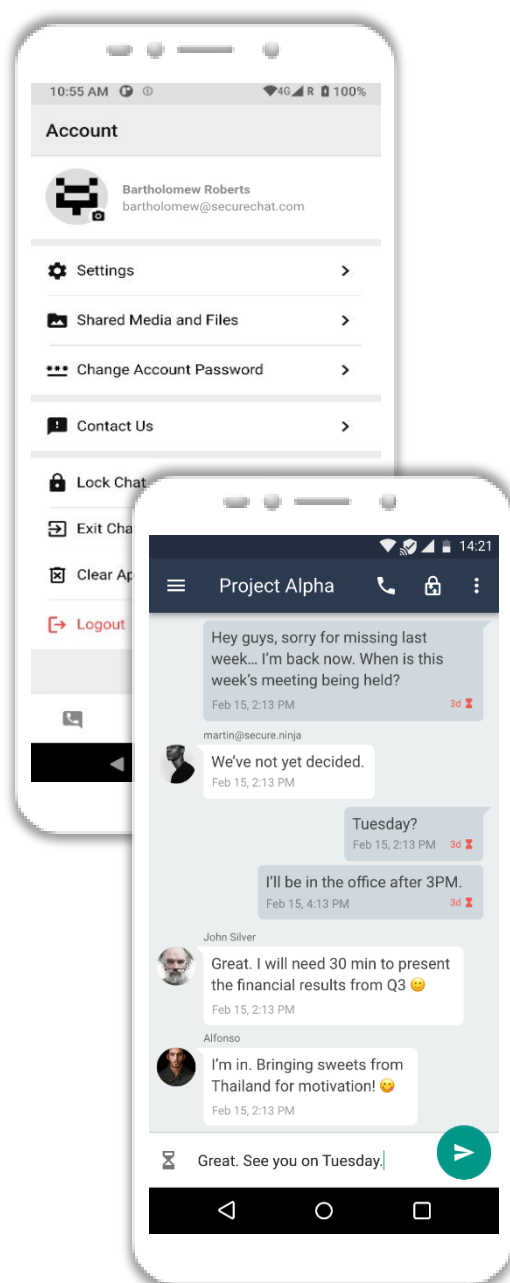 10:55 AM 4G R 100%
Account
Bartholomew Roberts
bartholomew@securechat.com
Settings
Shared Media and Files
Change Account Password
Contact Us
Lock Chat
Exit Cha
Clear Ap
Logout
14:21
Project Alpha
Hey guys, sorry for missing last
week… I’m back now. When is this
week’s meeting being held?
Feb 15, 2:13 PM 3d
martin@secure.ninja
We’ve not yet decided.
Feb 15, 2:13 PM
Tuesday?
Feb 15, 2:13 PM 3d
I’ll be in the office after 3PM.
Feb 15, 4:13 PM 3d
John Silver
Great. I will need 30 min to present
the financial results from Q3 🙂
Feb 15, 2:13 PM
Alfonso
I’m in. Bringing sweets from
Thailand for motivation! 😋
Feb 15, 2:13 PM
Great. See you on Tuesday.